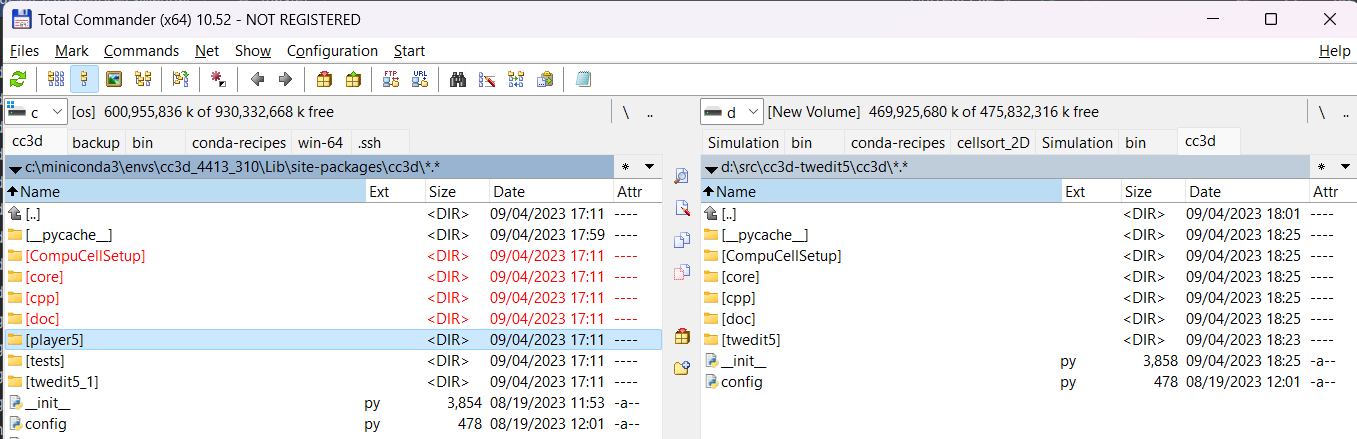 Total Commander (x64) 10.52 - NOT REGISTERED
Files Mark Commands Net Show Configuration Start Help
FTP URL
c [os] 600,955,836 k of 930,332,668 k free \ .. d [New Volume] 469,925,680 k of 475,832,316 k free \ ..
cc3d backup bin conda-recipes win-64 .ssh Simulation bin conda-recipes cellsort_2D Simulation bin cc3d
c:\miniconda3\envs\cc3d_4413_310\Lib\site-packages\cc3d\*.* * d:\src\cc3d-twedit5\cc3d\*.* *
Name Ext Size Date Attr Name Ext Size Date Attr
[..] <DIR> 09/04/2023 17:11 ---- [..] <DIR> 09/04/2023 18:01 ----
[__pycache__] <DIR> 09/04/2023 17:59 ---- [__pycache__] <DIR> 09/04/2023 18:25 ----
[CompuCellSetup] <DIR> 09/04/2023 17:11 ---- [CompuCellSetup] <DIR> 09/04/2023 18:25 ----
[core] <DIR> 09/04/2023 17:11 ---- [core] <DIR> 09/04/2023 18:25 ----
[cpp] <DIR> 09/04/2023 17:11 ---- [cpp] <DIR> 09/04/2023 18:25 ----
[doc] <DIR> 09/04/2023 17:11 ---- [doc] <DIR> 09/04/2023 18:25 ----
[player5] <DIR> 09/04/2023 17:11 ---- [twedit5] <DIR> 09/04/2023 18:23 ----
[tests] <DIR> 09/04/2023 17:11 ---- __init__ py 3,858 09/04/2023 18:25 -a--
[twedit5_1] <DIR> 09/04/2023 17:11 ---- config py 478 08/19/2023 12:01 -a--
__init__ py 3,854 08/19/2023 11:53 -a--
config py 478 08/19/2023 12:01 -a--